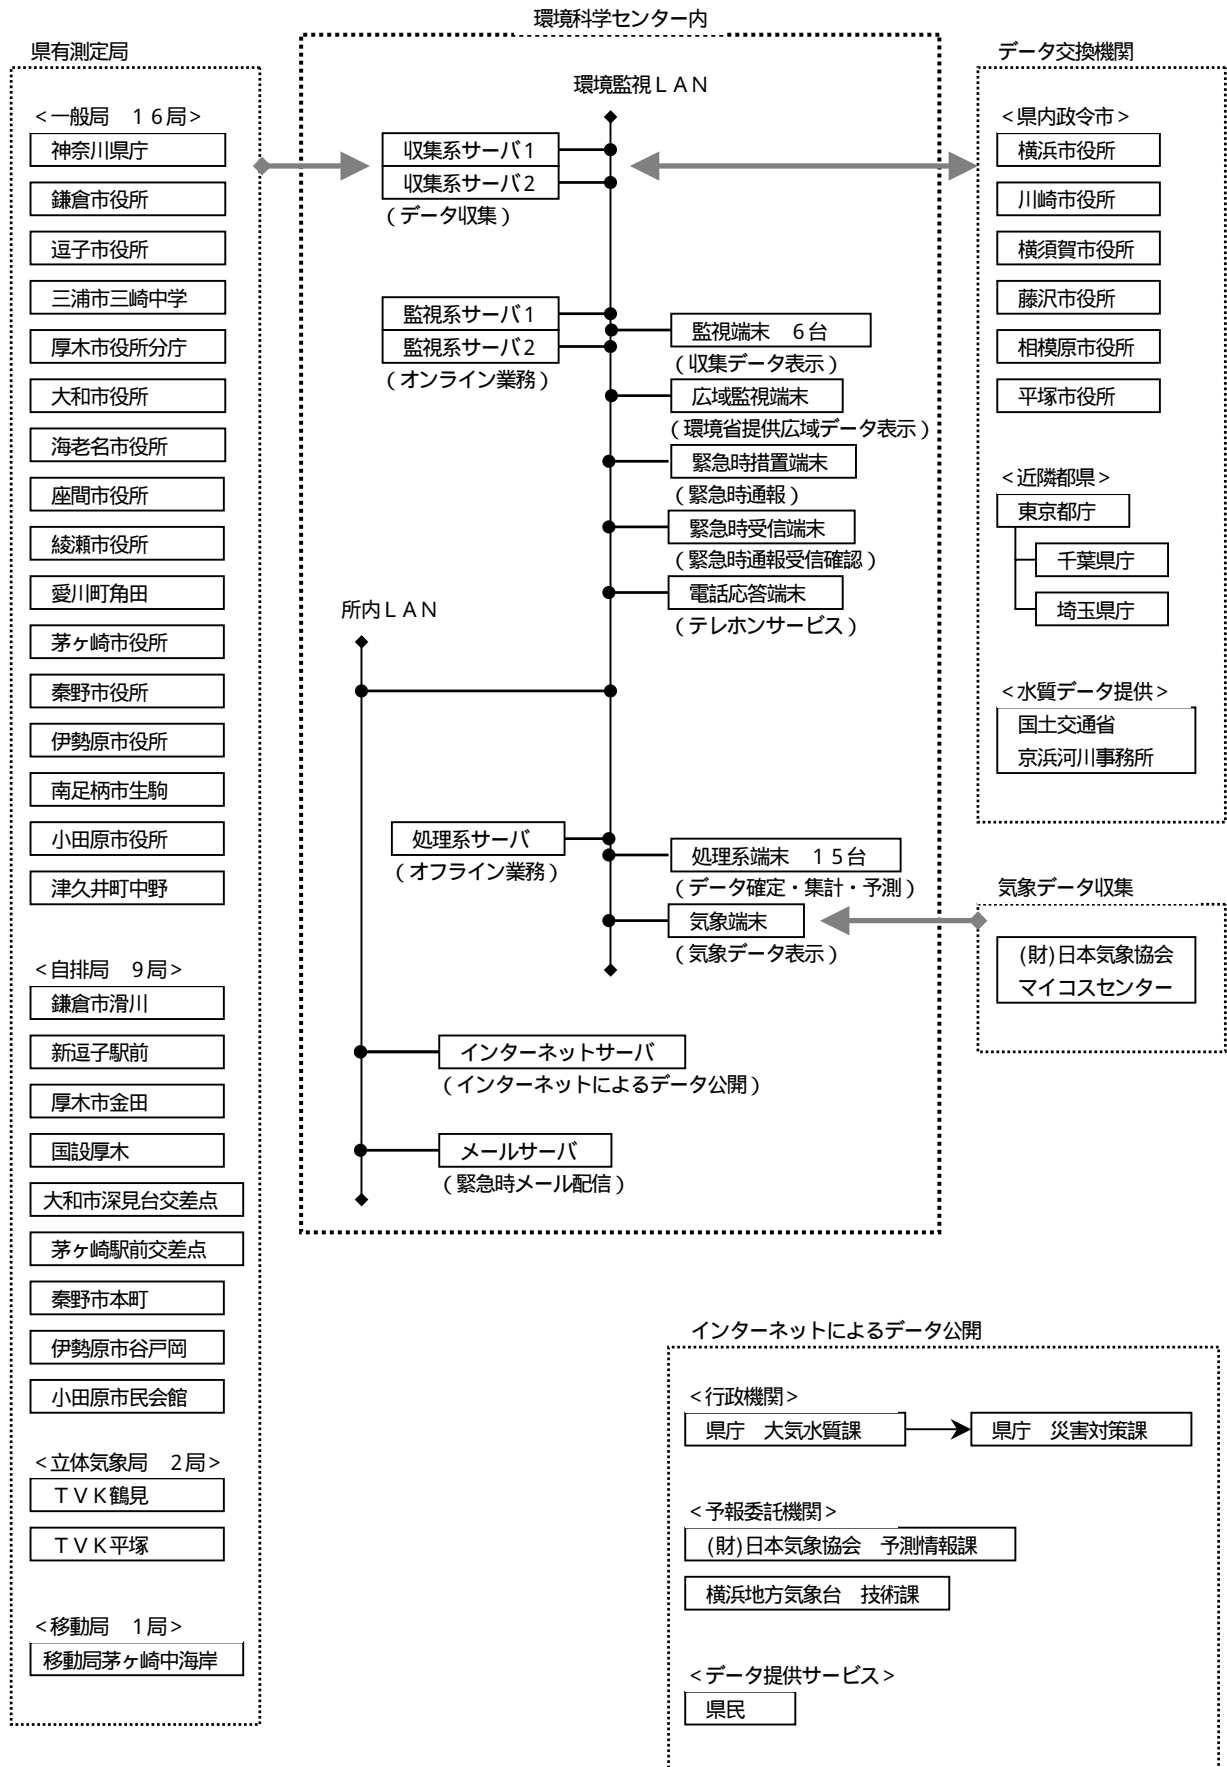 環境科学センター内
県有測定局
<一般局　１６局>
神奈川県庁
鎌倉市役所
逗子市役所
三浦市三崎中学
厚木市役所分庁
大和市役所
海老名市役所
座間市役所
綾瀬市役所
愛川町角田
茅ヶ崎市役所
秦野市役所
伊勢原市役所
南足柄市生駒
小田原市役所
津久井町中野
<自排局　９局>
鎌倉市滑川
新逗子駅前
厚木市金田
国設厚木
大和市深見台交差点
茅ヶ崎駅前交差点
秦野市本町
伊勢原市谷戸岡
小田原市民会館
<立体気象局　２局>
ＴＶＫ鶴見
ＴＶＫ平塚
<移動局　１局>
移動局茅ヶ崎中海岸
環境監視ＬＡＮ
収集系サーバ１
収集系サーバ２
(データ収集)
監視系サーバ１
監視系サーバ２
(オンライン業務)
監視端末　６台
(収集データ表示)
広域監視端末
(環境省提供広域データ表示)
緊急時措置端末
(緊急時通報)
緊急時受信端末
(緊急時通報受信確認)
電話応答端末
(テレホンサービス)
所内ＬＡＮ
処理系サーバ
(オフライン業務)
処理系端末　１５台
(データ確定・集計・予測)
気象端末
(気象データ表示)
インターネットサーバ
(インターネットによるデータ公開)
メールサーバ
(緊急時メール配信)
データ交換機関
<県内政令市>
横浜市役所
川崎市役所
横須賀市役所
藤沢市役所
相模原市役所
平塚市役所
<近隣都県>
東京都庁
千葉県庁
埼玉県庁
<水質データ提供>
国土交通省
京浜河川事務所
気象データ収集
(財)日本気象協会
マイコスセンター
インターネットによるデータ公開
<行政機関>
県庁　大気水質課
県庁　災害対策課
<予報委託機関>
(財)日本気象協会　予測情報課
横浜地方気象台　技術課
<データ提供サービス>
県民